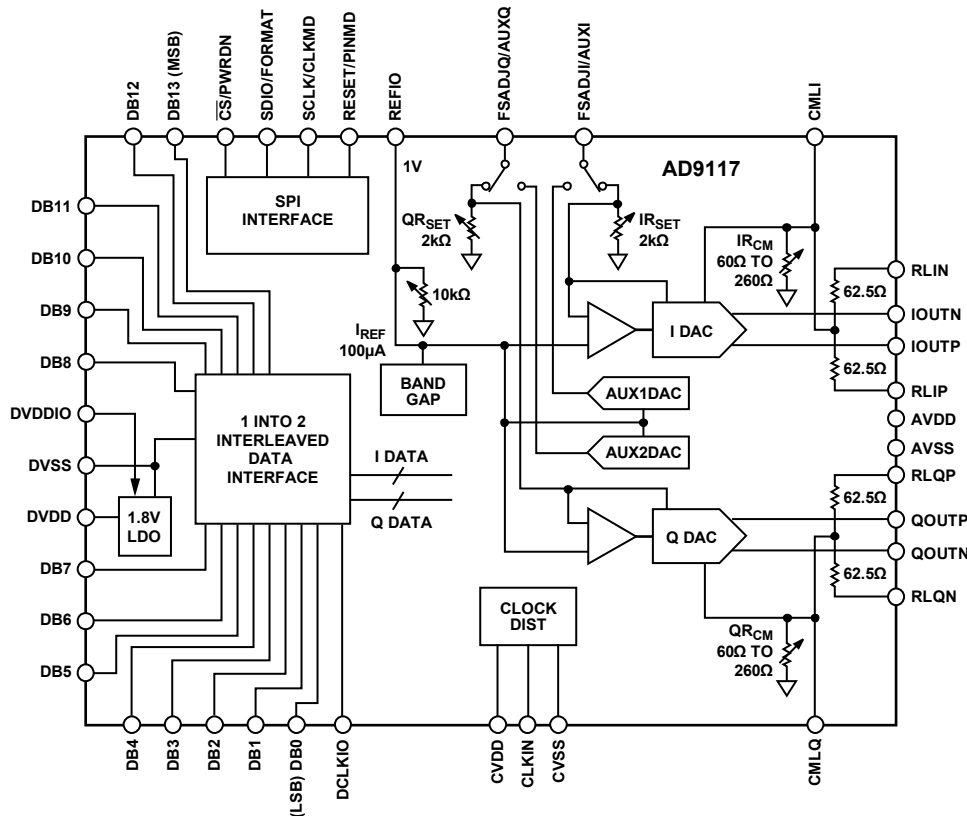 DB12
DB13 (MSB)
CS/PWRDN
SDIO/FORMAT
SCLK/CLKMD
RESET/PINMD
REFIO
FSADJQ/AUXQ
FSADJI/AUXI
CMLI
AD9117
1V
SPI
INTERFACE
DB11
DB10
DB9
DB8
DVDDIO
DVSS
DVDD
DB7
DB6
DB5
QRSET
2kΩ
IRSET
2kΩ
IRCM
60Ω TO
260Ω
10kΩ
IREF
100µA
BAND
GAP
I DAC
AUX1DAC
AUX2DAC
62.5Ω
62.5Ω
RLIN
IOUTN
IOUTP
RLIP
AVDD
AVSS
RLQP
QOUTP
QOUTN
RLQN
1 INTO 2
INTERLEAVED
DATA
INTERFACE
I DATA
Q DATA
1.8V
LDO
Q DAC
62.5Ω
62.5Ω
CLOCK
DIST
QRCM
60Ω TO
260Ω
DB4
DB3
DB2
DB1
(LSB) DB0
DCLKIO
CVDD
CLKIN
CVSS
CMLQ